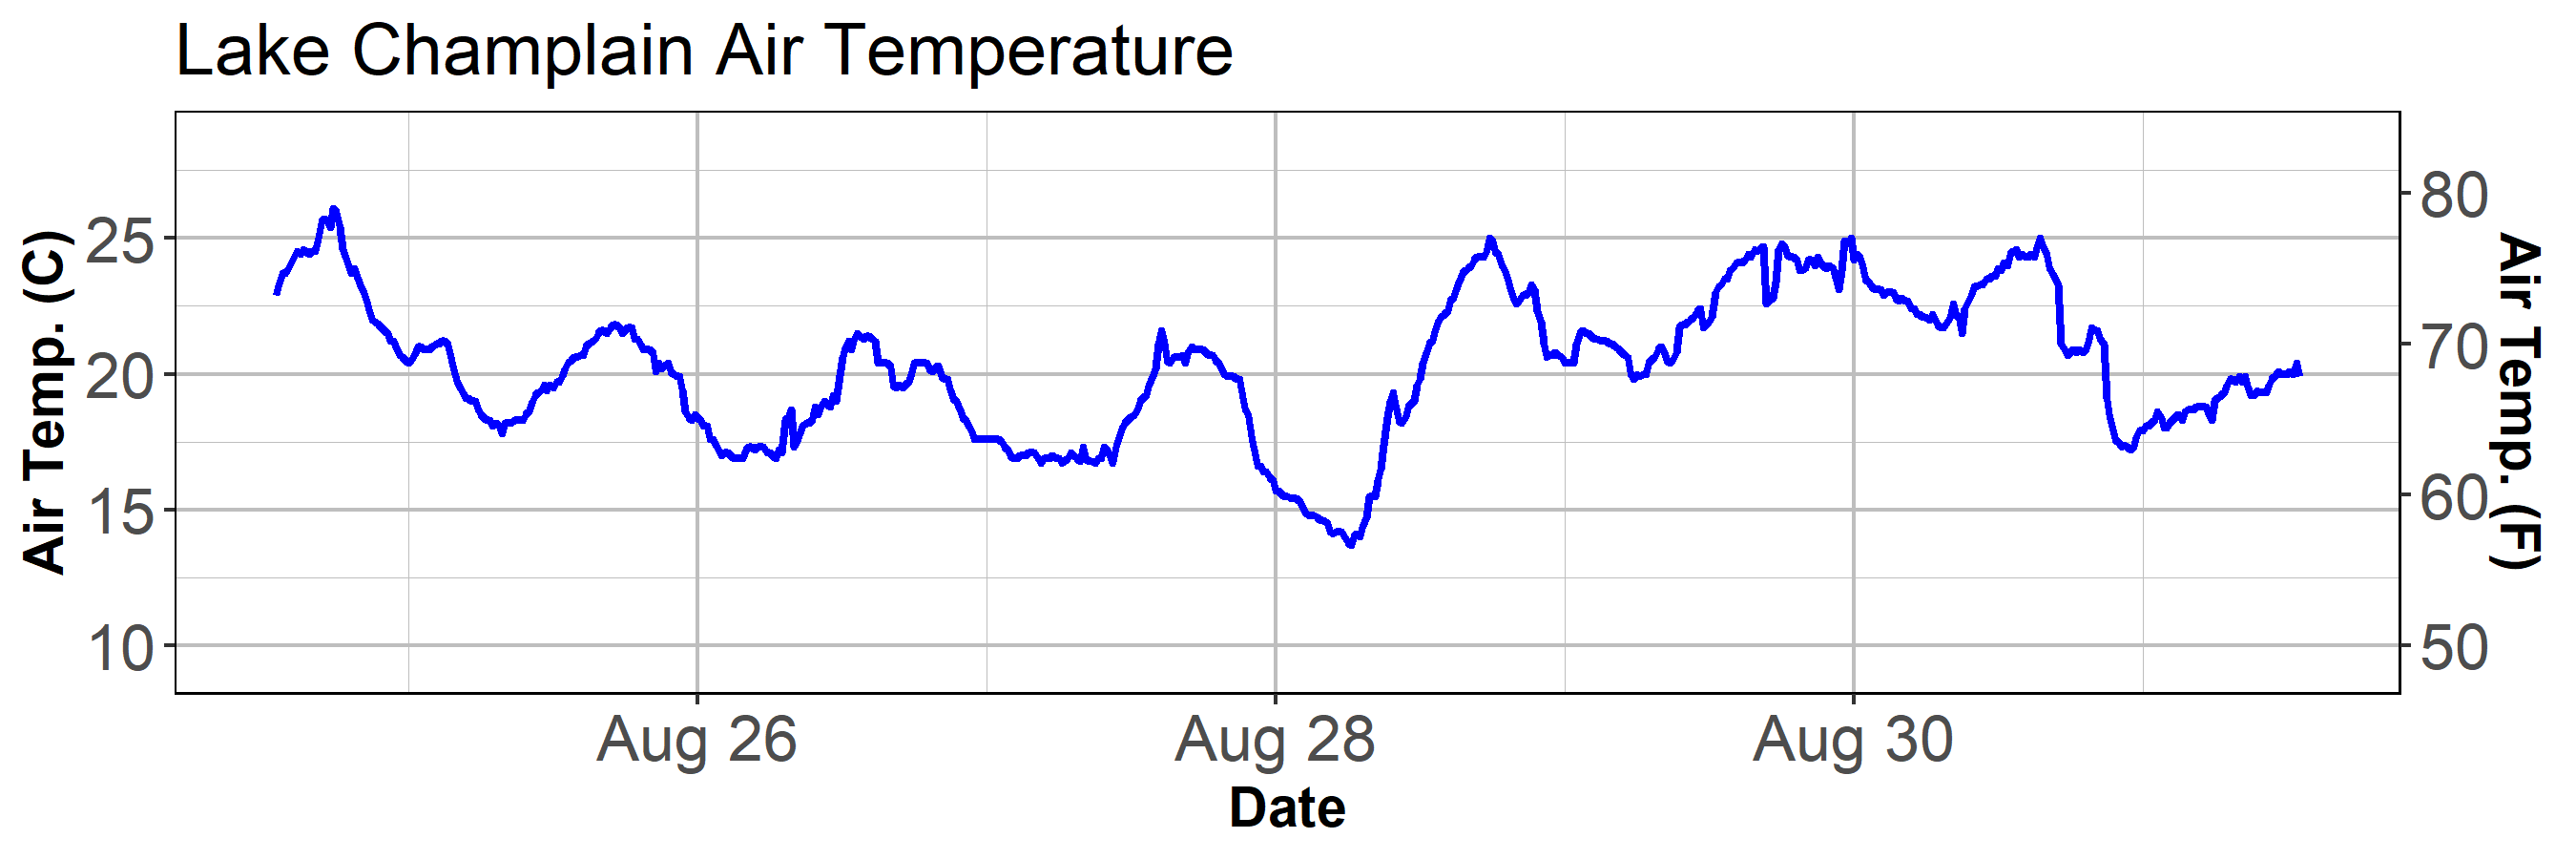 Lake Champlain Air Temperature
Air Temp. (C)
25
20
15
10
80
70
60
50
Air Temp. (F)
Aug 26
Aug 28
Aug 30
Date